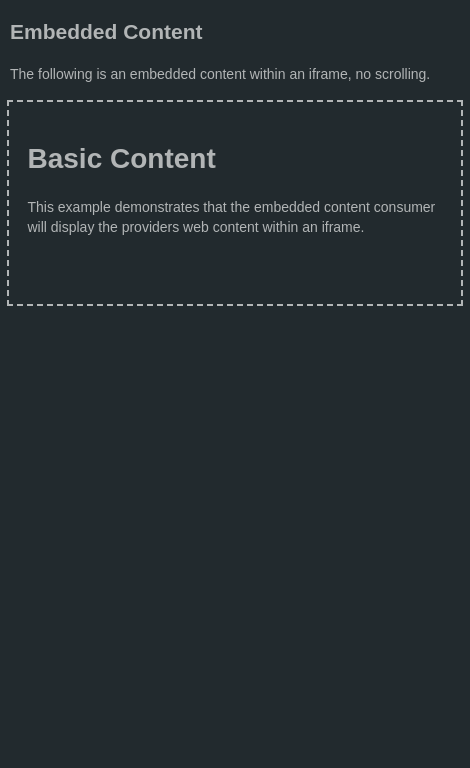 Embedded Content
The following is an embedded content within an iframe, no scrolling.
Basic Content
This example demonstrates that the embedded content consumer
will display the providers web content within an iframe.